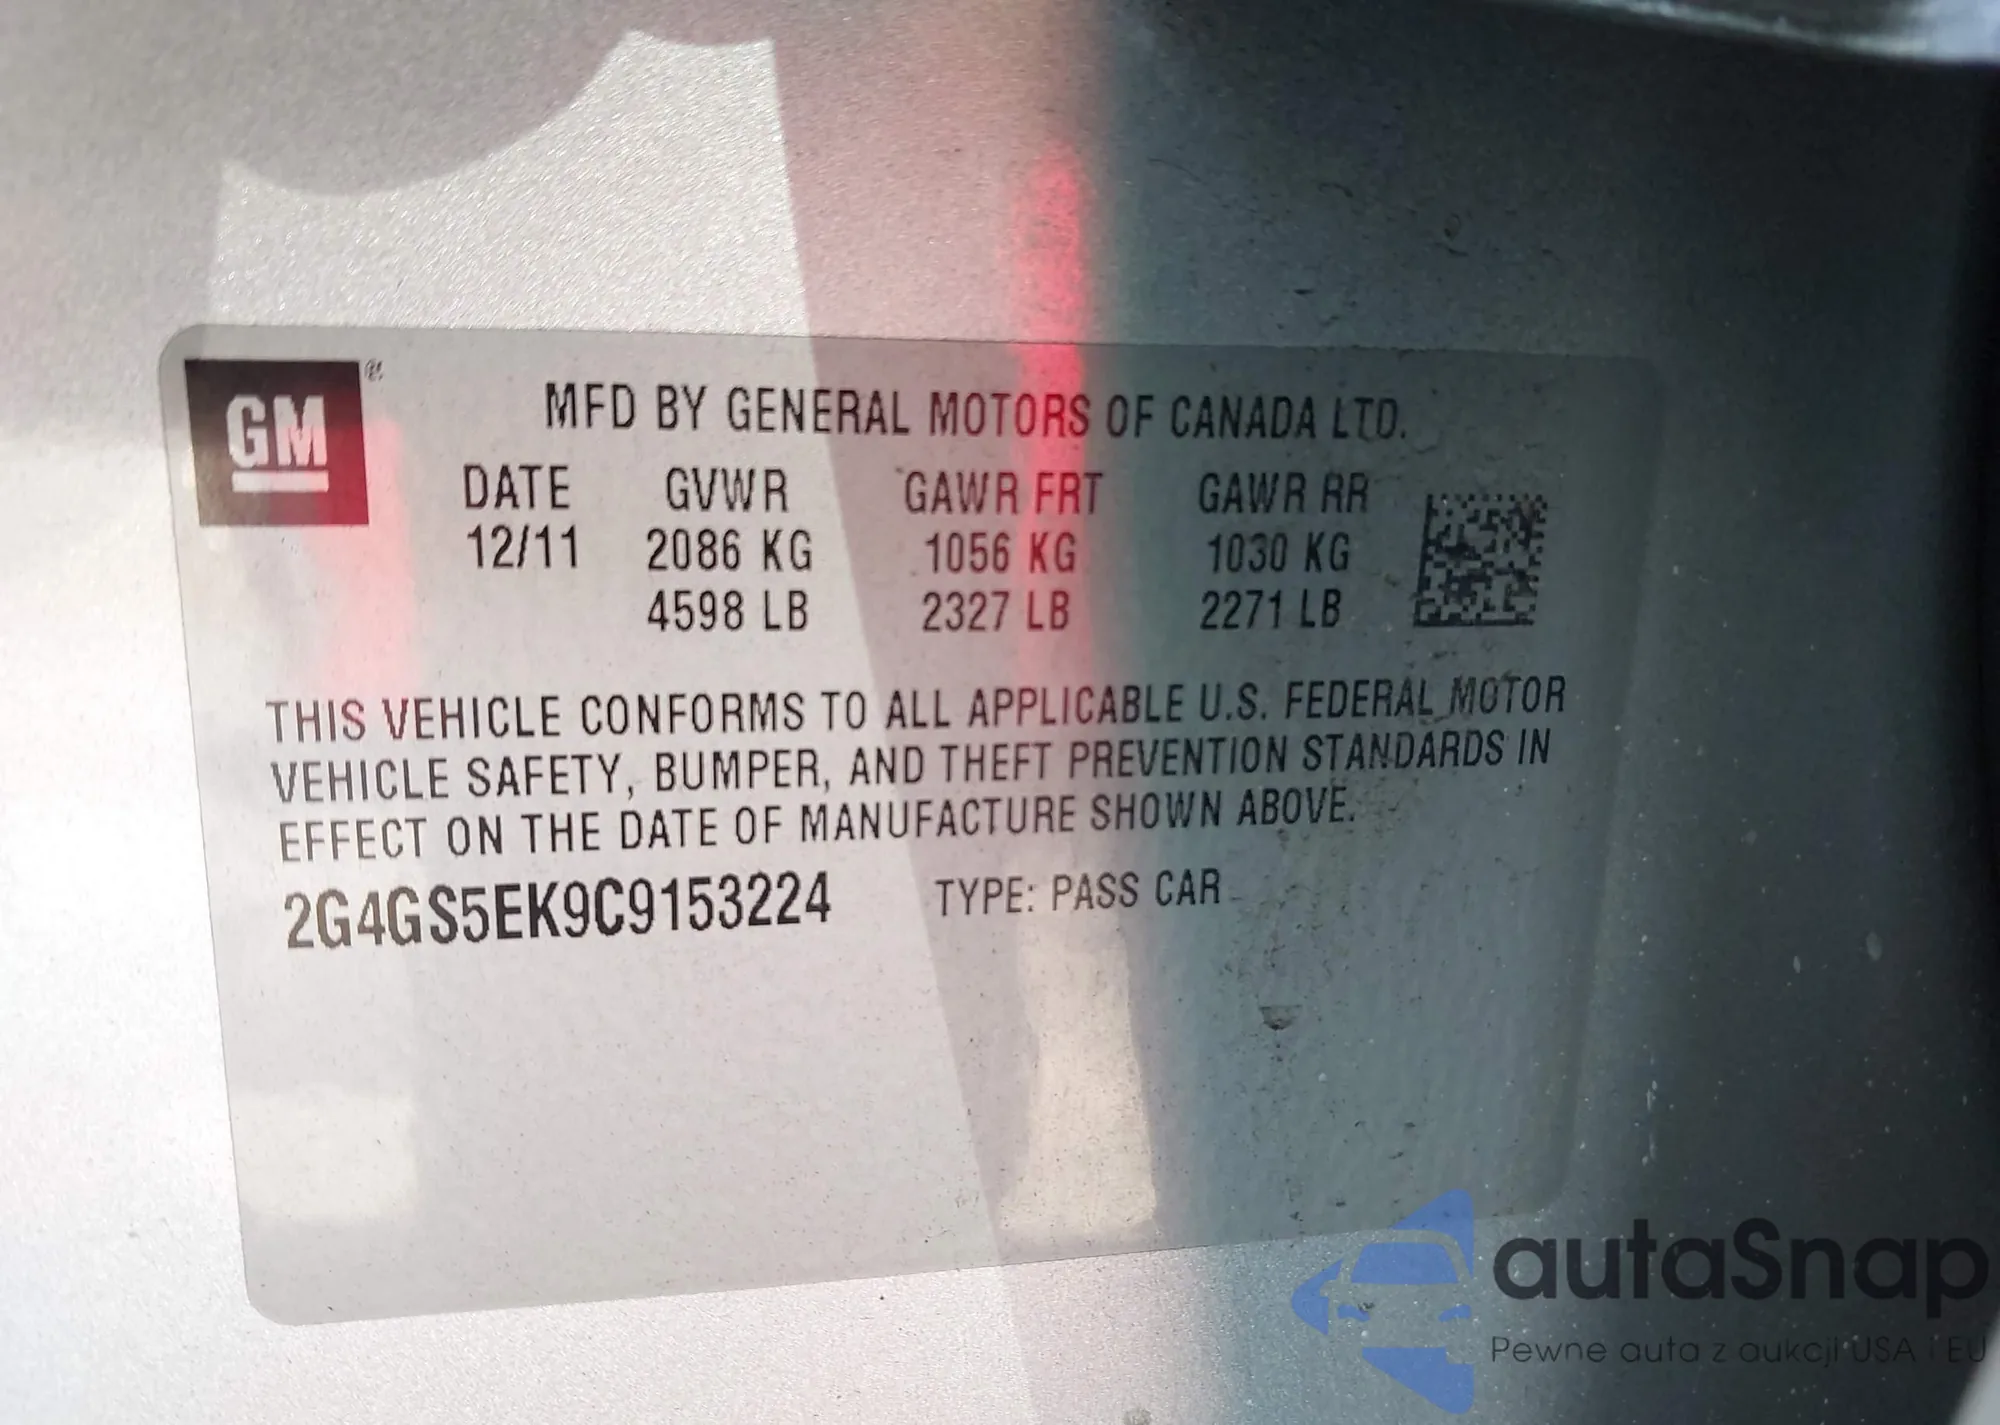 GM ®
MFD BY GENERAL MOTORS OF CANADA LTD.
DATE GVWR GAWR FRT GAWR RR
12/11 2086 KG 1056 KG 1030 KG
4598 LB 2327 LB 2271 LB
THIS VEHICLE CONFORMS TO ALL APPLICABLE U.S. FEDERAL MOTOR
VEHICLE SAFETY, BUMPER, AND THEFT PREVENTION STANDARDS IN
EFFECT ON THE DATE OF MANUFACTURE SHOWN ABOVE.
2G4GS5EK9C9153224 TYPE: PASS CAR
autaSnap
Pewne auta z aukcji USA i EU